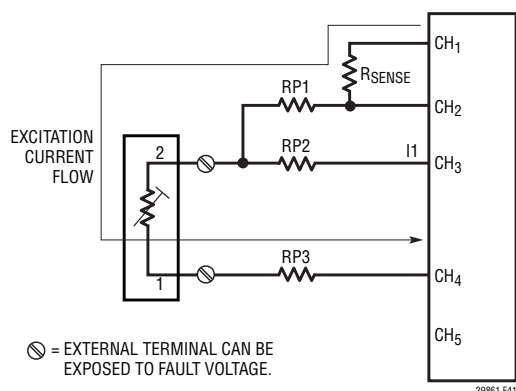 CH1
RSENSE
RP1
CH2
EXCITATION
CURRENT
FLOW
2
RP2
I1
CH3
RP3
1
CH4
CH5
= EXTERNAL TERMINAL CAN BE
EXPOSED TO FAULT VOLTAGE.
29861 F41